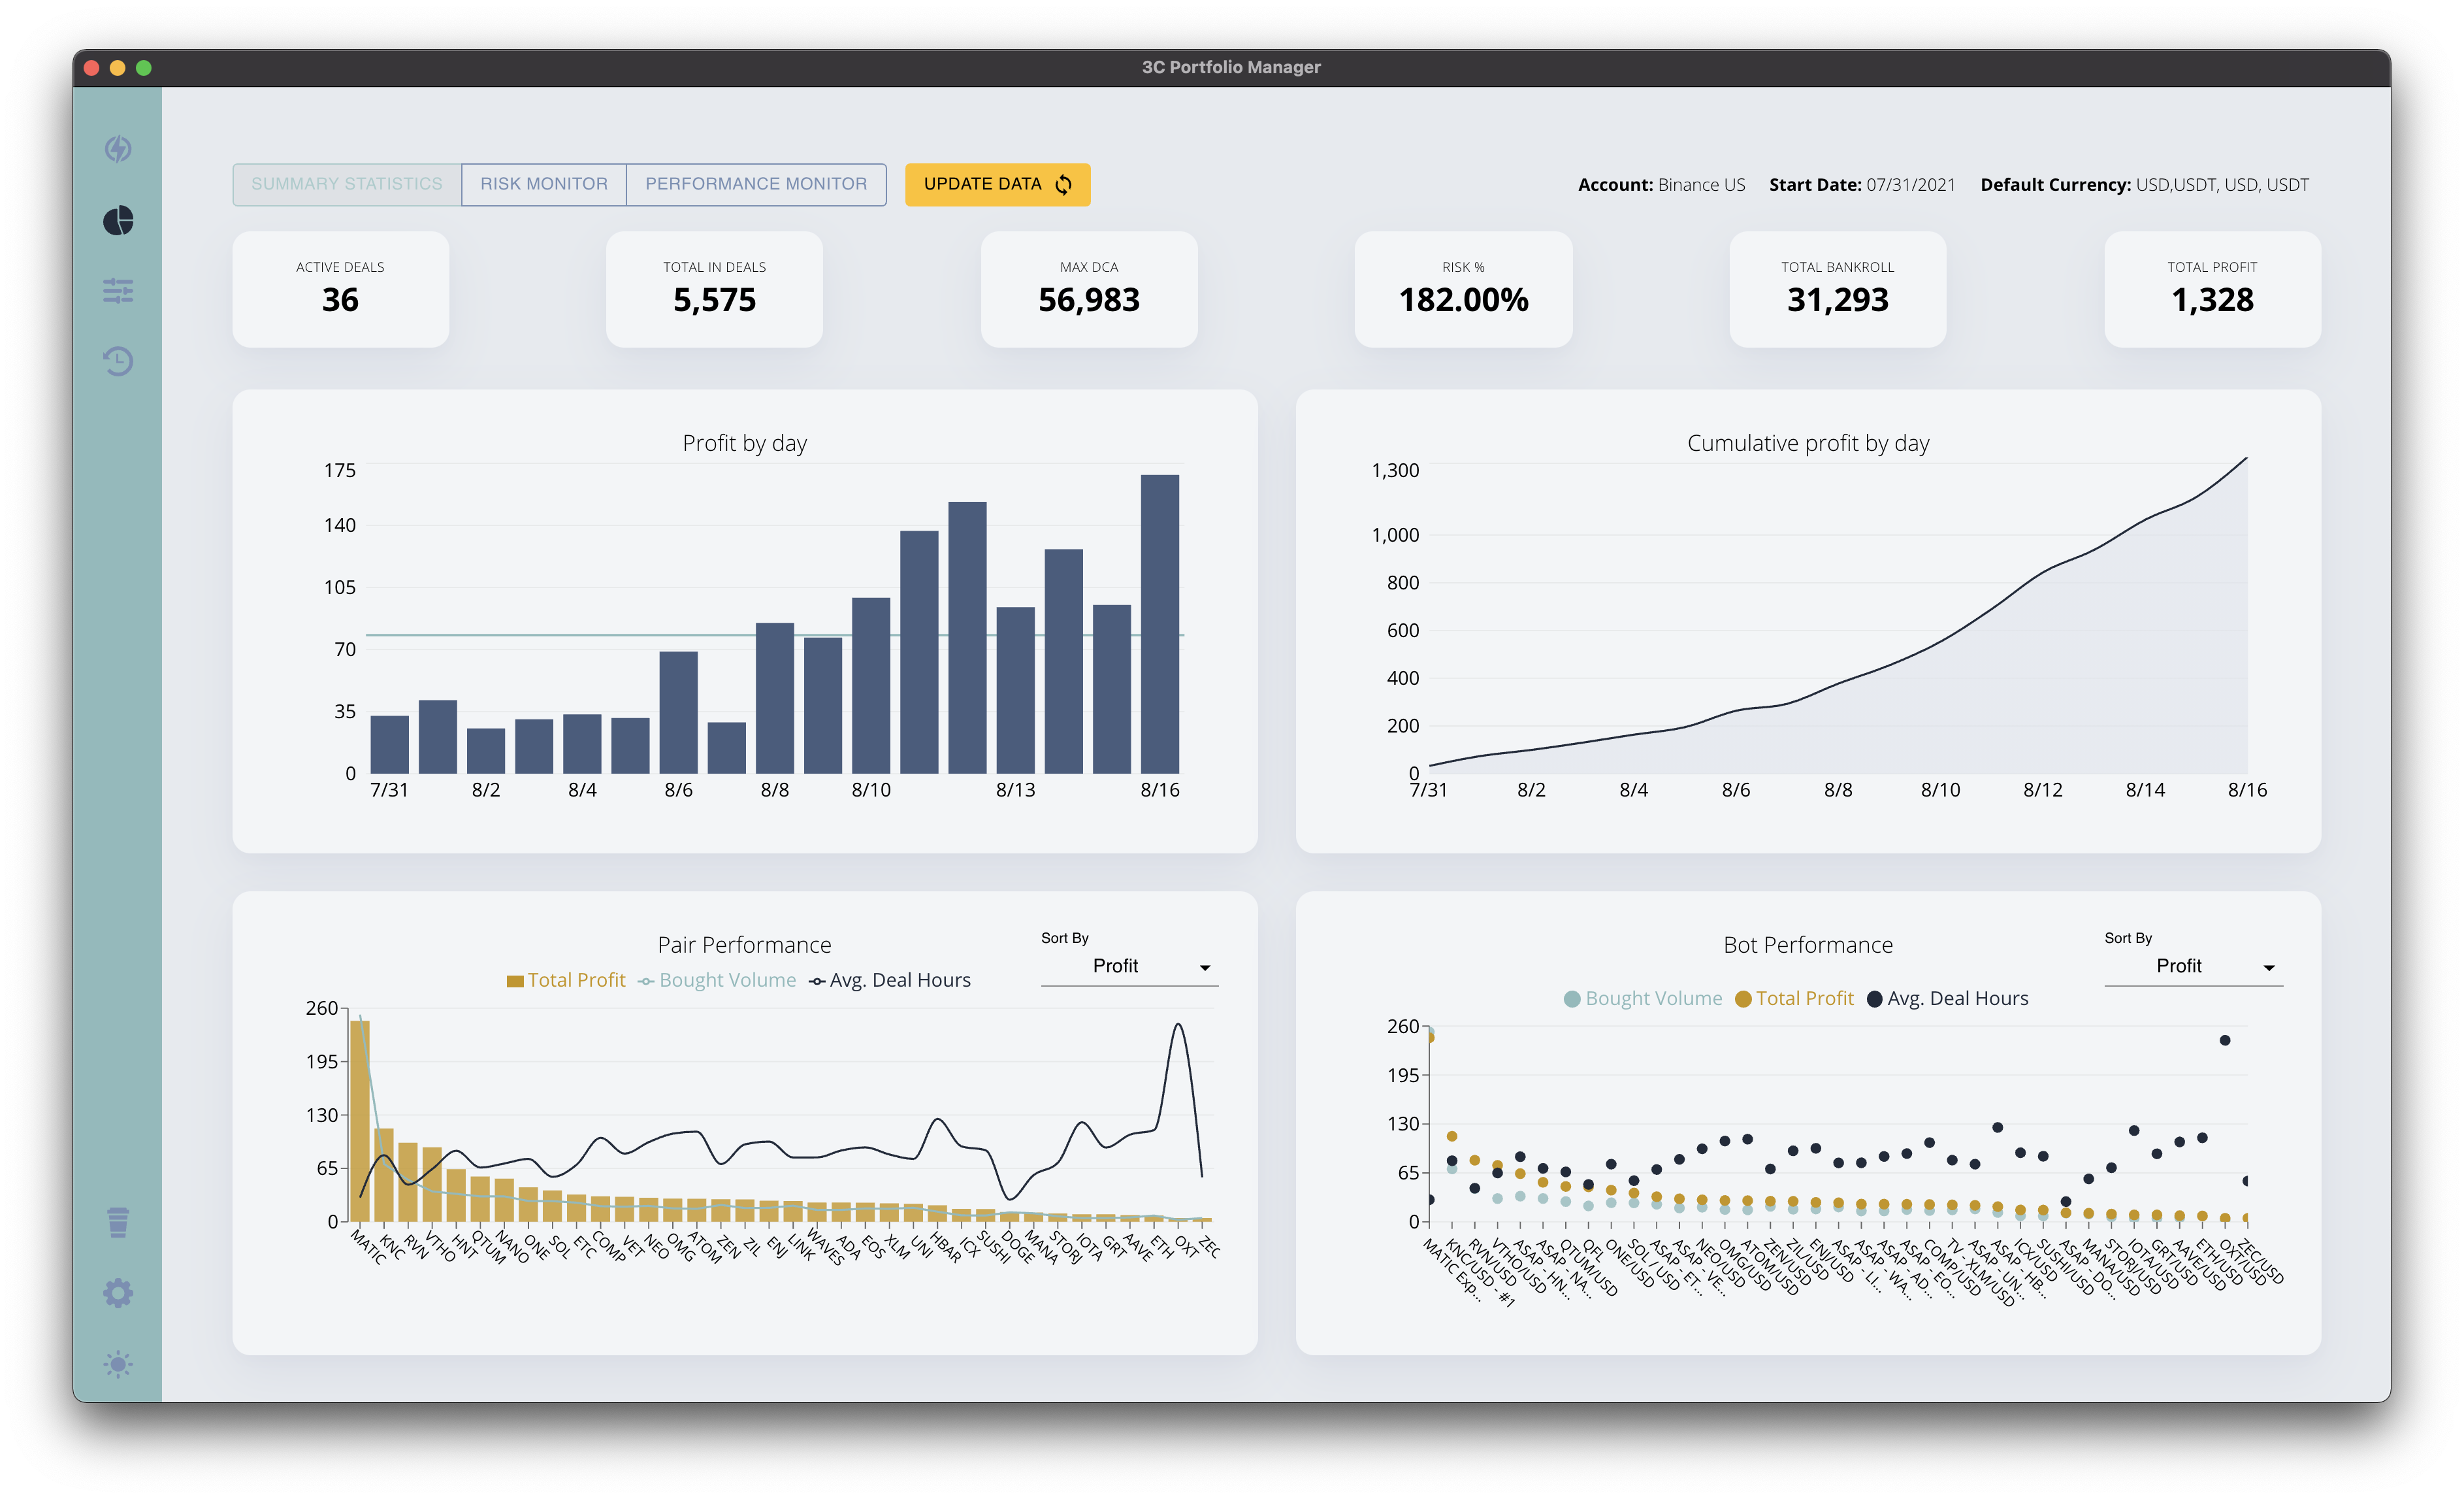 3C Portfolio Manager
SUMMARY STATISTICS RISK MONITOR PERFORMANCE MONITOR UPDATE DATA
Account: Binance US Start Date: 07/31/2021 Default Currency: USD,USDT, USD, USDT
ACTIVE DEALS
36
TOTAL IN DEALS
5,575
MAX DCA
56,983
RISK %
182.00%
TOTAL BANKROLL
31,293
TOTAL PROFIT
1,328
Profit by day
175
140
105
70
35
0
7/31 8/2 8/4 8/6 8/8 8/10 8/13 8/16
Cumulative profit by day
1,300
1,000
800
600
400
200
0
7/31 8/2 8/4 8/6 8/8 8/10 8/12 8/14 8/16
Pair Performance
Sort By
Profit
Total Profit Bought Volume Avg. Deal Hours
260
195
130
65
0
MATIC KNC RVN VTHO HNT QTUM NANO ONE SOL ETC COMP VET NEO OMG ATOM ZEN ZIL ENJ LINK WAVES ADA EOS XLM UNI HBAR ICX SUSHI DOGE MANA STORJ IOTA GRT AAVE ETH OXT ZEC
Bot Performance
Sort By
Profit
Bought Volume Total Profit Avg. Deal Hours
260
195
130
65
0
MATIC Exp... KNC/USD - #1 RVN/USD VTHO/USD ASAP - HN... ASAP - NA... QTUM/USD QFL ONE/USD SOL / USD ASAP - ET... ASAP - VE... NEO/USD OMG/USD ATOM/USD ZEN/USD ZIL/USD ENJ/USD ASAP - LI... ASAP - WA... ASAP - AD... ASAP - EO... COMP/USD TV - XLM/USD ASAP - UN... ASAP - HB... ICX/USD SUSHI/USD ASAP - DO... MANA/USD STORJ/USD IOTA/USD GRT/USD AAVE/USD ETH/USD OXT/USD ZEC/USD